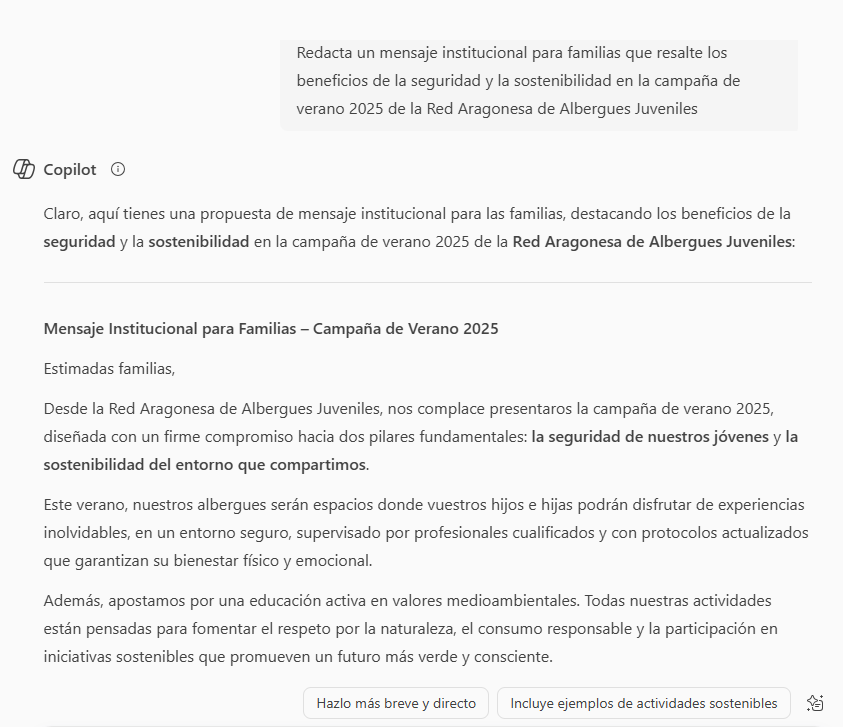 Redacta un mensaje institucional para familias que resalte los
beneficios de la seguridad y la sostenibilidad en la campaña de
verano 2025 de la Red Aragonesa de Albergues Juveniles
Copilot
Claro, aquí tienes una propuesta de mensaje institucional para las familias, destacando los beneficios de la
seguridad y la sostenibilidad en la campaña de verano 2025 de la Red Aragonesa de Albergues Juveniles:
Mensaje Institucional para Familias – Campaña de Verano 2025
Estimadas familias,
Desde la Red Aragonesa de Albergues Juveniles, nos complace presentaros la campaña de verano 2025,
diseñada con un firme compromiso hacia dos pilares fundamentales: la seguridad de nuestros jóvenes y la
sostenibilidad del entorno que compartimos.
Este verano, nuestros albergues serán espacios donde vuestros hijos e hijas podrán disfrutar de experiencias
inolvidables, en un entorno seguro, supervisado por profesionales cualificados y con protocolos actualizados
que garantizan su bienestar físico y emocional.
Además, apostamos por una educación activa en valores medioambientales. Todas nuestras actividades
están pensadas para fomentar el respeto por la naturaleza, el consumo responsable y la participación en
iniciativas sostenibles que promueven un futuro más verde y consciente.
Hazlo más breve y directo
Incluye ejemplos de actividades sostenibles